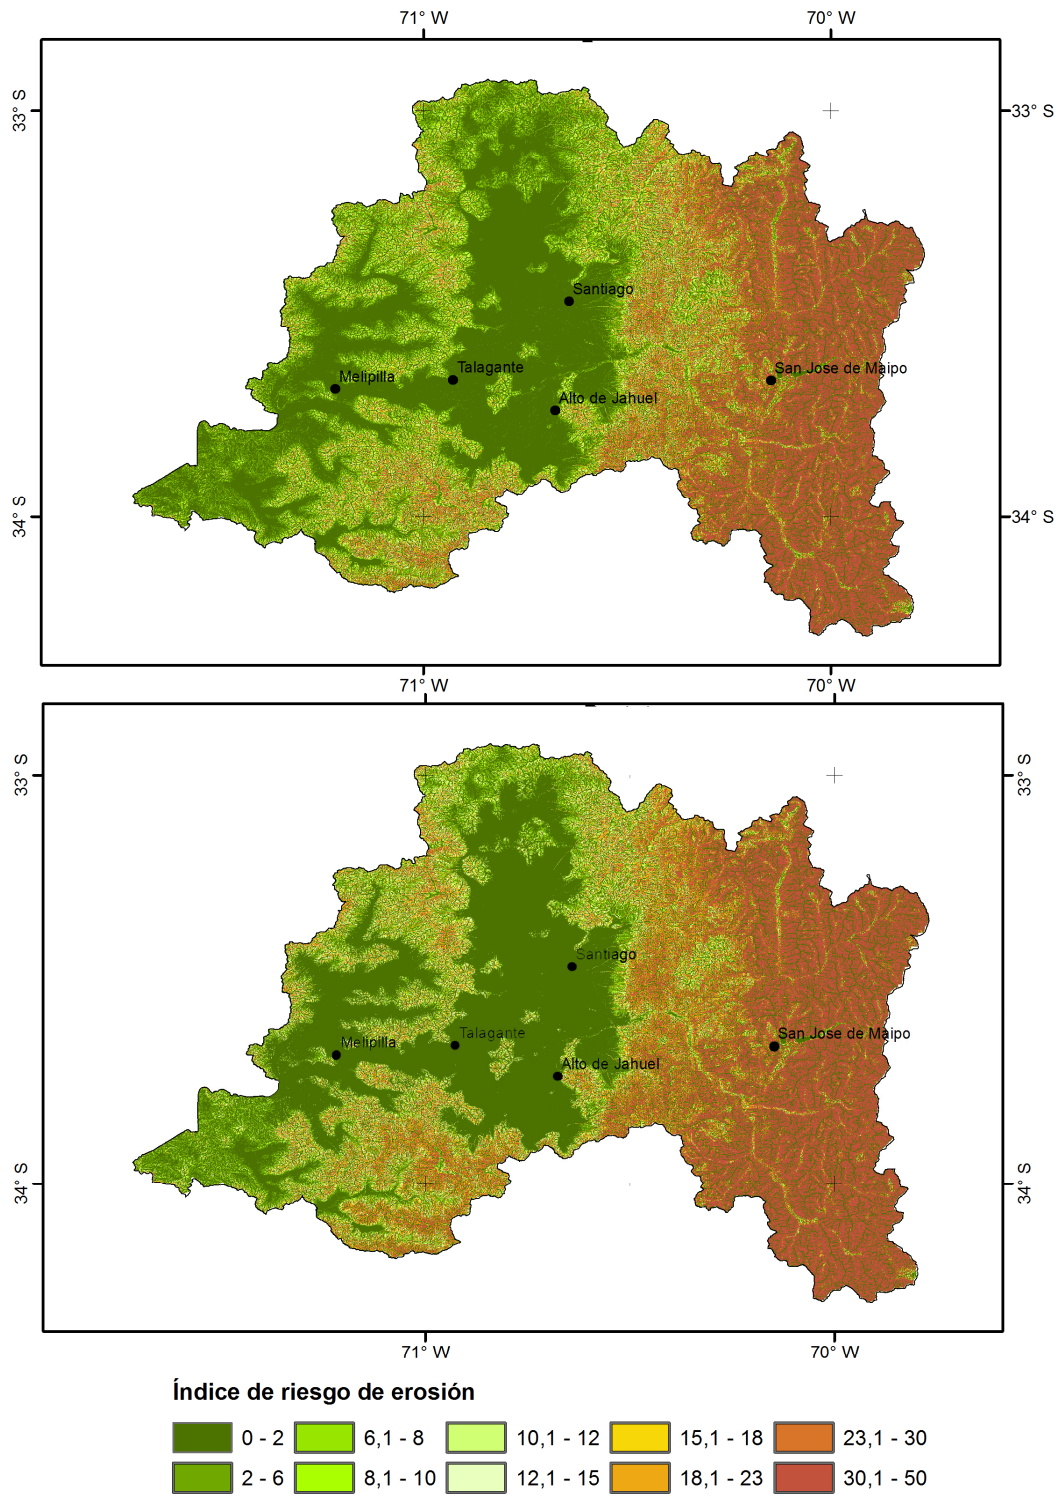 71° W 70° W
33° S 33° S
Santiago
Talagante
San Jose de Maipo
Melipilla
Alto de Jahuel
34° S 34° S
71° W 70° W
33° S 33° S
Santiago
Talagante
San Jose de Maipo
Melipilla
Alto de Jahuel
34° S 34° S
71° W 70° W
Índice de riesgo de erosión
0 - 2 6,1 - 8 10,1 - 12 15,1 - 18 23,1 - 30
2 - 6 8,1 - 10 12,1 - 15 18,1 - 23 30,1 - 50